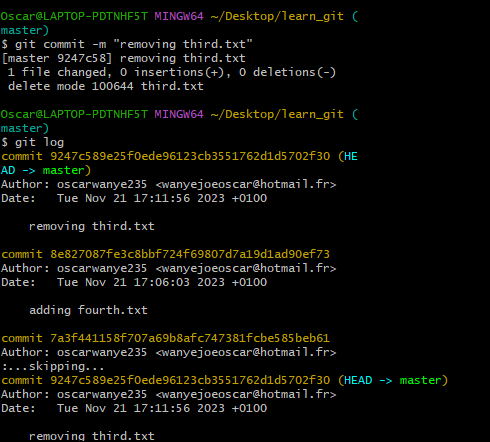 Oscar@LAPTOP-PDTNHF5T MINGW64 ~/Desktop/learn_git (
master)
$ git commit -m "removing third.txt"
[master 9247c58] removing third.txt
 1 file changed, 0 insertions(+), 0 deletions(-)
 delete mode 100644 third.txt

Oscar@LAPTOP-PDTNHF5T MINGW64 ~/Desktop/learn_git (
master)
$ git log
commit 9247c589e25f0ede96123cb3551762d1d5702f30 (HE
AD -> master)
Author: oscarwanye235 <wanyejoeoscar@hotmail.fr>
Date:   Tue Nov 21 17:11:56 2023 +0100

    removing third.txt

commit 8e827087fe3c8bbf724f69807d7a19d1ad90ef73
Author: oscarwanye235 <wanyejoeoscar@hotmail.fr>
Date:   Tue Nov 21 17:06:03 2023 +0100

    adding fourth.txt

commit 7a3f441158f707a69b8afc747381fcbe585beb61
Author: oscarwanye235 <wanyejoeoscar@hotmail.fr>
:...skipping...
commit 9247c589e25f0ede96123cb3551762d1d5702f30 (HEAD -> master)
Author: oscarwanye235 <wanyejoeoscar@hotmail.fr>
Date:   Tue Nov 21 17:11:56 2023 +0100

    removing third.txt